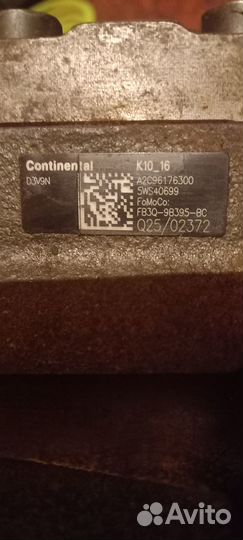 Continental
K10_16
D3V9N
A2C96176300
5WS40699
FoMoCo:
FB3Q-9B395-BC
Q25/02372
Avito